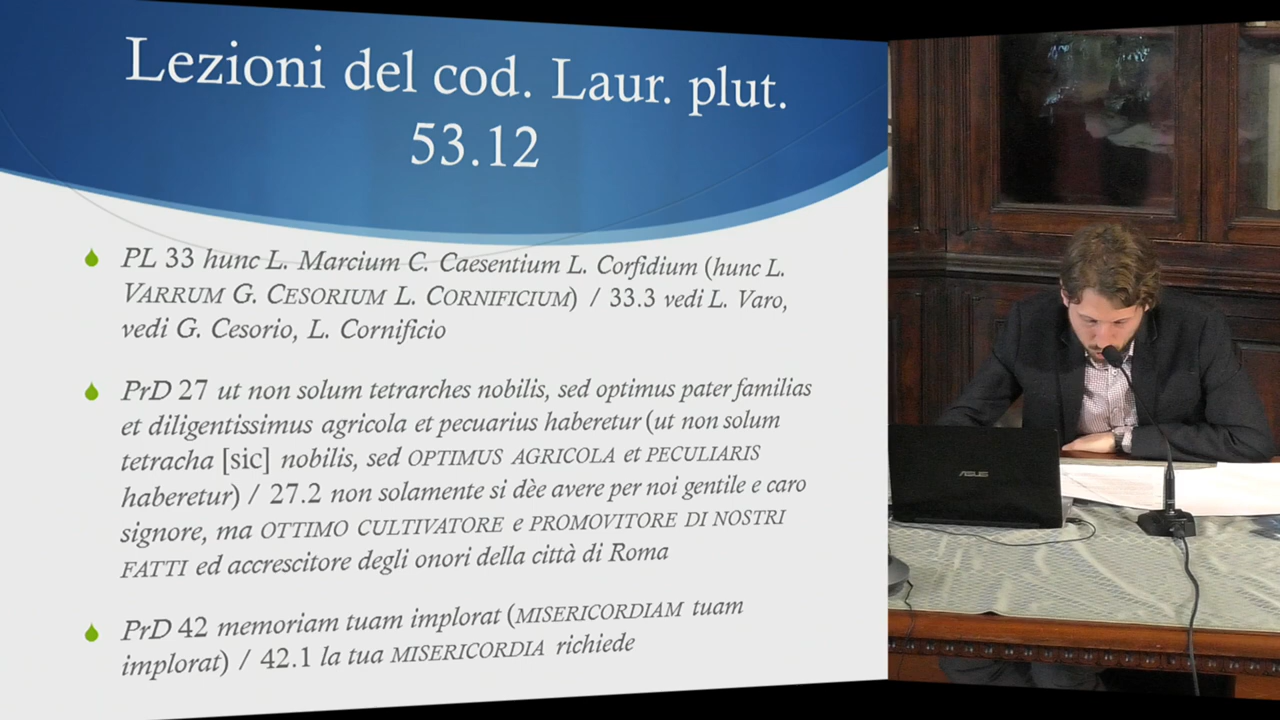 Lezioni del cod. Laur. plut.
53.12
PL 33 hunc L. Marcium C. Caesentium L. Corfidium (hunc L.
VARRUM G. CESORIUM L. CORNIFICIUM) / 33.3 vedi L. Varo,
vedi G. Cesorio, L. Cornificio
PrD 27 ut non solum tetrarches nobilis, sed optimus pater familias
et diligentissimus agricola et pecuarius haberetur (ut non solum
tetracha [sic] nobilis, sed OPTIMUS AGRICOLA et PECULIARIS
haberetur) / 27.2 non solamente si dèe avere per noi gentile e caro
signore, ma OTTIMO CULTIVATORE e PROMOVITORE DI NOSTRI
FATTI ed accrescitore degli onori della città di Roma
PrD 42 memoriam tuam implorat (MISERICORDIAM tuam
implorat) / 42.1 la tua MISERICORDIA richiede
ASUS